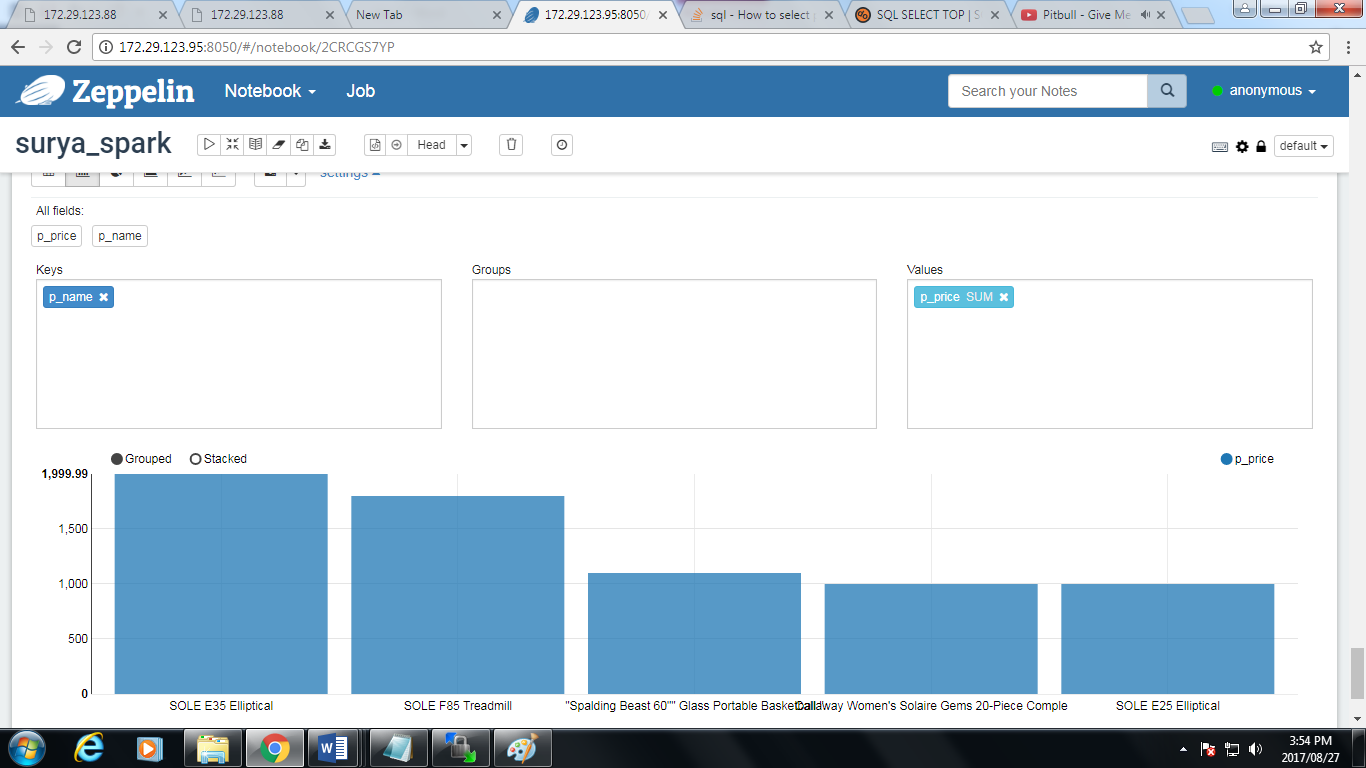 172.29.123.88
172.29.123.88
New Tab
172.29.123.95:8050/
sql - How to select
SQL SELECT TOP | S
Pitbull - Give Me
172.29.123.95:8050/#/notebook/2CRCGS7YP
Zeppelin
Notebook
Job
Search your Notes
anonymous
surya_spark
Head
default
settings
All fields:
p_price
p_name
Keys
Groups
Values
p_name
p_price SUM
Grouped
Stacked
p_price
1,999.99
1,500
1,000
500
0
SOLE E35 Elliptical
SOLE F85 Treadmill
"Spalding Beast 60"" Glass Portable Basketball
Callaway Women's Solaire Gems 20-Piece Comple
SOLE E25 Elliptical
3:54 PM
2017/08/27